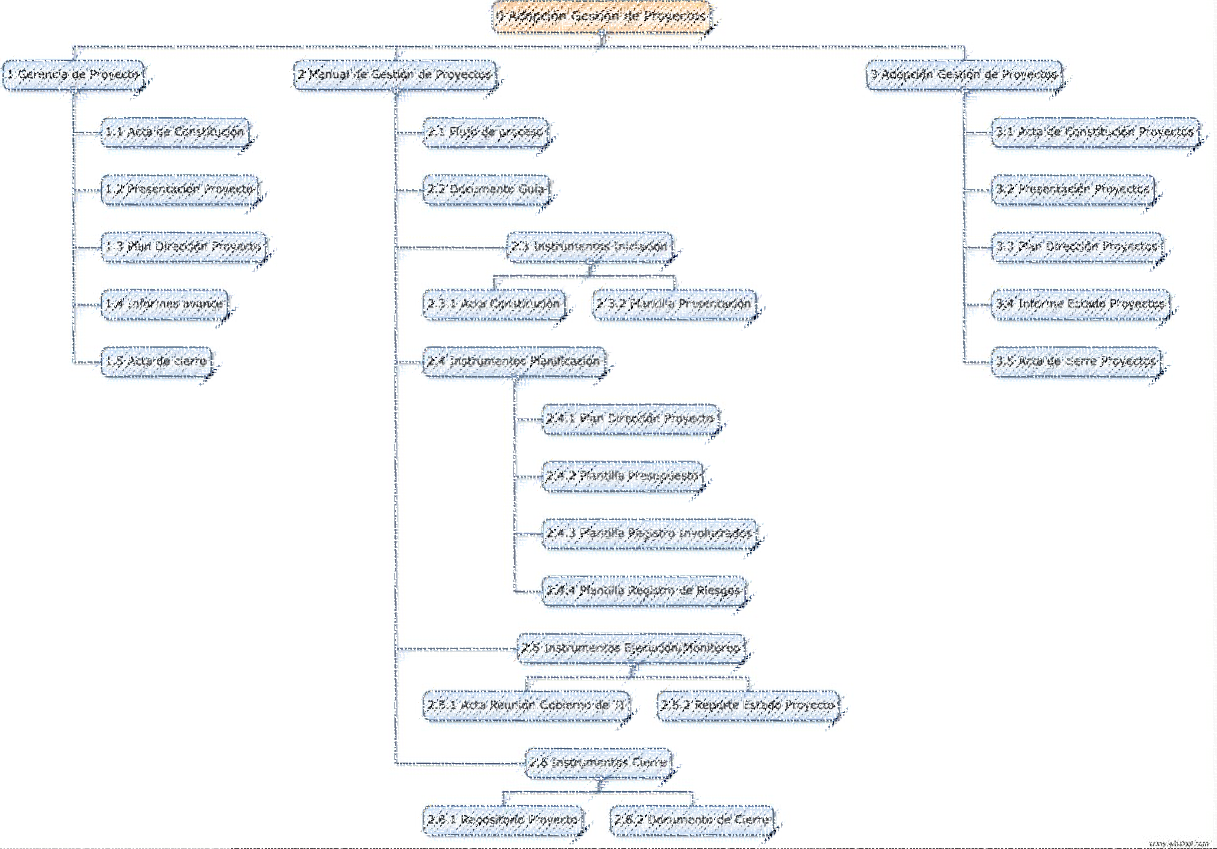 0 Adopción Gestión de Proyectos
1 Gerencia de Proyecto
2 Manual de Gestión de Proyectos
3 Adopción Gestión de Proyectos
1.1 Acta de Constitución
2.1 Flujo de proceso
3.1 Acta de Constitución Proyectos
1.2 Presentación Proyecto
2.2 Documento Guía
3.2 Presentación Proyectos
1.3 Plan Dirección Proyecto
2.3 Instrumentos Iniciación
3.3 Plan Dirección Proyectos
1.4 Informes avance
2.3.1 Acta Constitución
2.3.2 Plantilla Presentación
3.4 Informe Estado Proyectos
1.5 Acta de cierre
2.4 Instrumentos Planificación
3.5 Acta de cierre Proyectos
2.4.1 Plan Dirección Proyecto
2.4.2 Plantilla Presupuesto
2.4.3 Plantilla Registro Involucrados
2.4.4 Plantilla Registro de Riesgos
2.5 Instrumentos Ejecución/Monitoreo
2.5.1 Acta Reunión Gobierno de TI
2.5.2 Reporte Estado Proyecto
2.6 Instrumentos Cierre
2.6.1 Repositorio Proyecto
2.6.2 Documento de Cierre